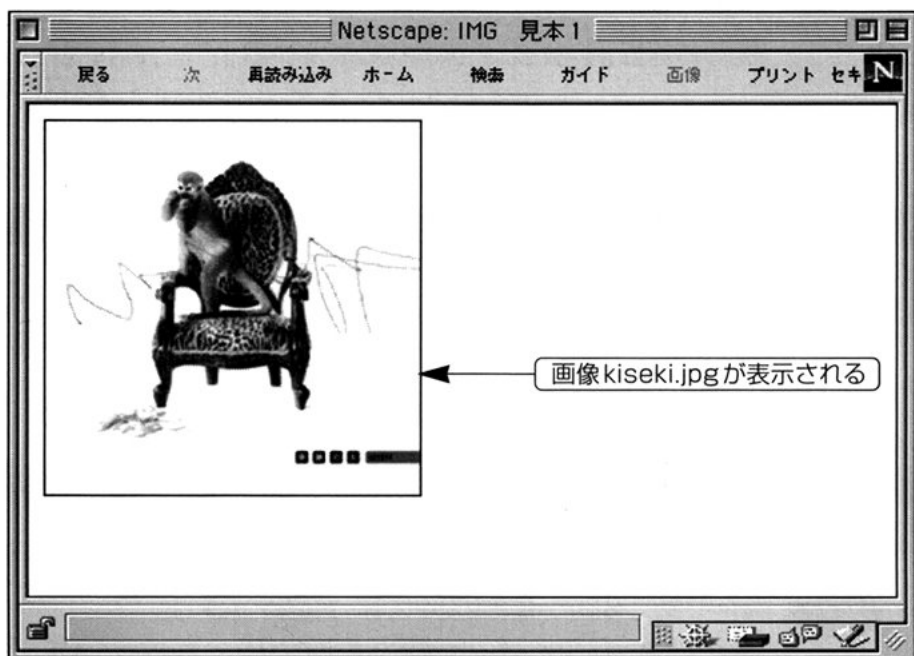 Netscape: IMG 見本1
戻る 次 再読み込み ホーム 検索 ガイド 画像 プリント セキ N
画像kiseki.jpgが表示される